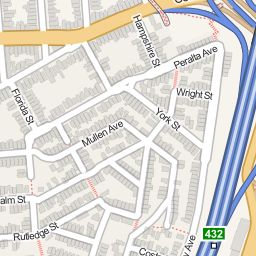 Hampshire St
Peralta Ave
Florida St
Wright St
York St
Mullen Ave
alm St
Rutledge St
432
y Ave